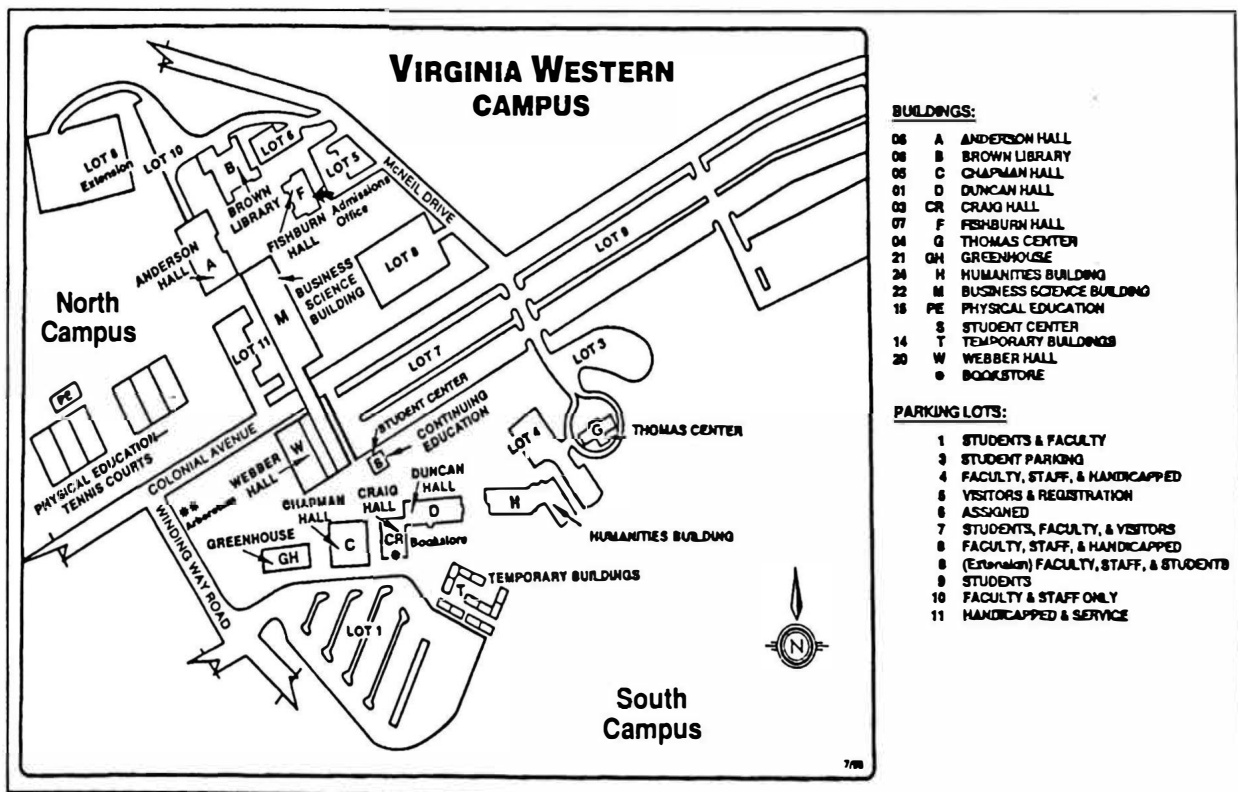 VIRGINIA WESTERN
CAMPUS
LOT 8
Extension
LOT 10
B
LOT 6
LOT 5
BROWN
LIBRARY
F
FISHBURN
HALL
Admissions
Office
McNEIL DRIVE
ANDERSON
HALL
A
BUSINESS
SCIENCE
BUILDING
LOT 8
LOT 9
North
Campus
M
LOT 11
LOT 7
LOT 3
PE
STUDENT CENTER
CONTINUING
EDUCATION
G
THOMAS CENTER
LOT 4
PHYSICAL EDUCATION
TENNIS COURTS
COLONIAL AVENUE
WEBBER
HALL
W
S
DUNCAN
HALL
Arboretum
CHAPMAN
HALL
CRAIG
HALL
D
H
HUMANITIES BUILDING
WINDING WAY ROAD
GREENHOUSE
GH
C
CR
Bookstore
TEMPORARY BUILDINGS
T
LOT 1
N
South
Campus
BUILDINGS:
A ANDERSON HALL
B BROWN LIBRARY
05 C CHAPMAN HALL
01 D DUNCAN HALL
03 CR CRAIG HALL
07 F FISHBURN HALL
04 G THOMAS CENTER
21 GH GREENHOUSE
24 H HUMANITIES BUILDING
22 M BUSINESS SCIENCE BUILDING
PE PHYSICAL EDUCATION
S STUDENT CENTER
14 T TEMPORARY BUILDINGS
20 W WEBBER HALL
● BOOKSTORE
PARKING LOTS:
1 STUDENTS & FACULTY
3 STUDENT PARKING
4 FACULTY, STAFF, & HANDICAPPED
5 VISITORS & REGISTRATION
6 ASSIGNED
7 STUDENTS, FACULTY, & VISITORS
8 FACULTY, STAFF, & HANDICAPPED
8 (Extension) FACULTY, STAFF, & STUDENTS
9 STUDENTS
10 FACULTY & STAFF ONLY
11 HANDICAPPED & SERVICE